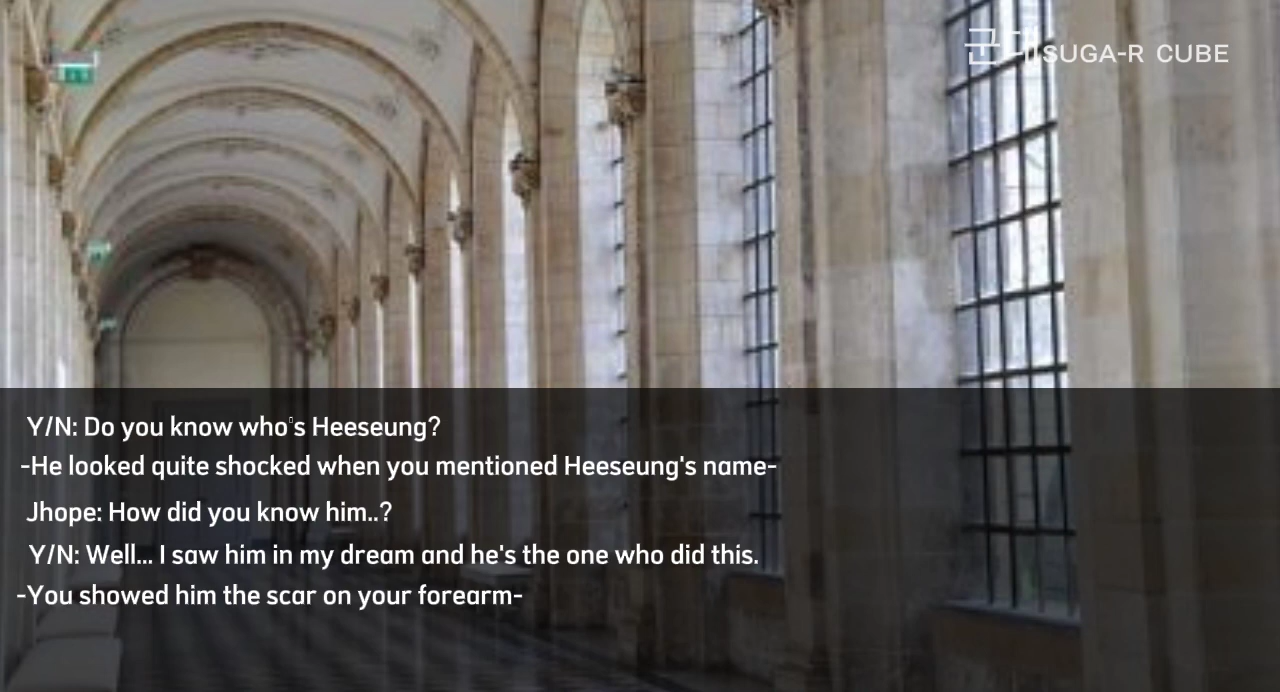 SUGA-R CUBE
Y/N: Do you know who's Heeseung?
-He looked quite shocked when you mentioned Heeseung's name-
Jhope: How did you know him..?
Y/N: Well... I saw him in my dream and he's the one who did this.
-You showed him the scar on your forearm-